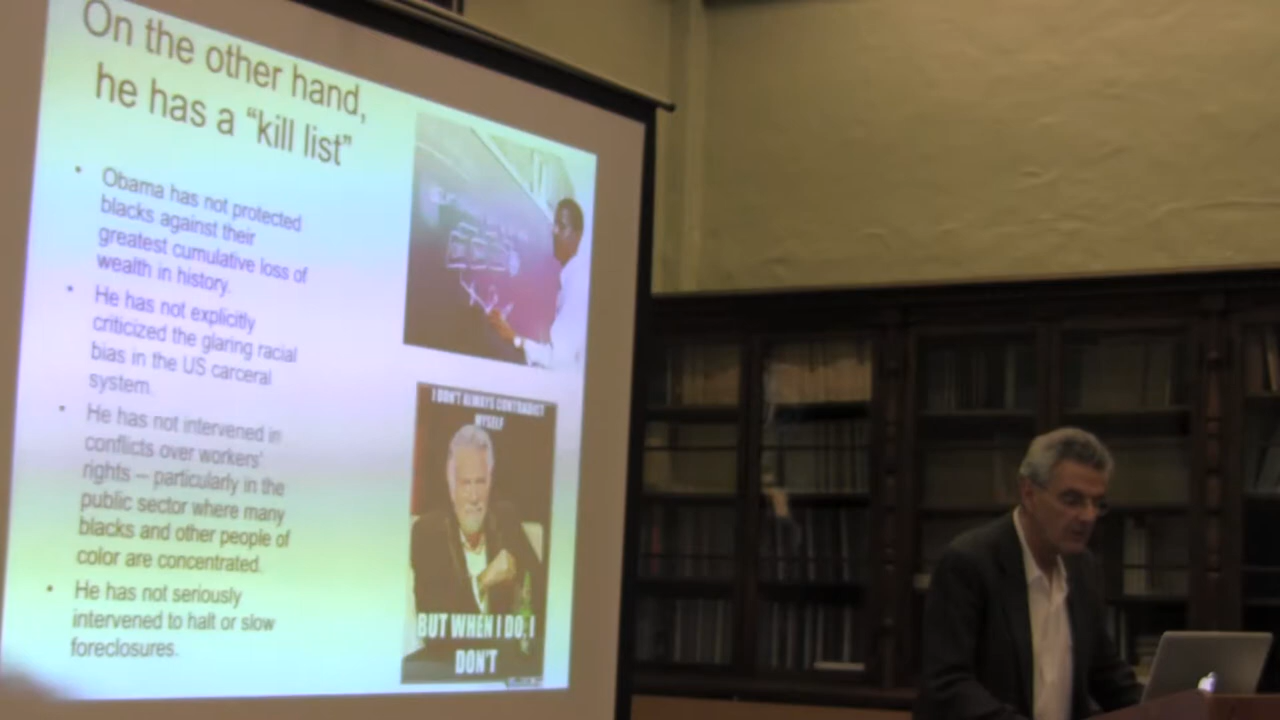 On the other hand,
he has a “kill list”
• Obama has not protected
blacks against their
greatest cumulative loss of
wealth in history.
• He has not explicitly
criticized the glaring racial
bias in the US carceral
system.
• He has not intervened in
conflicts over workers’
rights – particularly in the
public sector where many
blacks and other people of
color are concentrated.
• He has not seriously
intervened to halt or slow
foreclosures.
I DON'T ALWAYS CONTRADICT
MYSELF
BUT WHEN I DO, I
DON'T